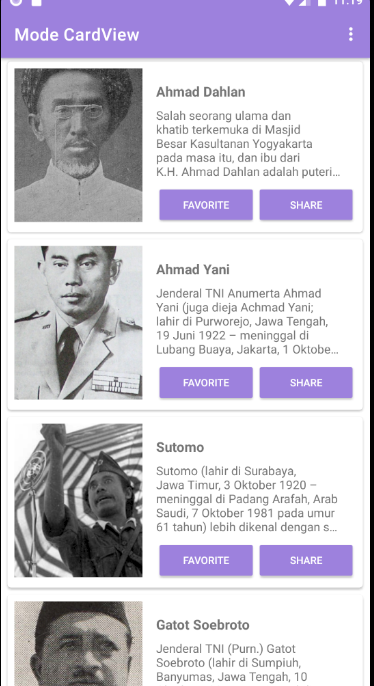 11:19
Mode CardView
Ahmad Dahlan
Salah seorang ulama dan
khatib terkemuka di Masjid
Besar Kasultanan Yogyakarta
pada masa itu, dan ibu dari
K.H. Ahmad Dahlan adalah puteri...
FAVORITE SHARE
Ahmad Yani
Jenderal TNI Anumerta Ahmad
Yani (juga dieja Achmad Yani;
lahir di Purworejo, Jawa Tengah,
19 Juni 1922 – meninggal di
Lubang Buaya, Jakarta, 1 Oktobe...
FAVORITE SHARE
Sutomo
Sutomo (lahir di Surabaya,
Jawa Timur, 3 Oktober 1920 –
meninggal di Padang Arafah, Arab
Saudi, 7 Oktober 1981 pada umur
61 tahun) lebih dikenal dengan s...
FAVORITE SHARE
Gatot Soebroto
Jenderal TNI (Purn.) Gatot
Soebroto (lahir di Sumpiuh,
Banyumas, Jawa Tengah, 10